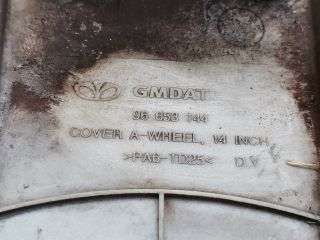 GMDAT
96 653 144
COVER A-WHEEL, 14 INCH
>PA6-TD25< D.Y